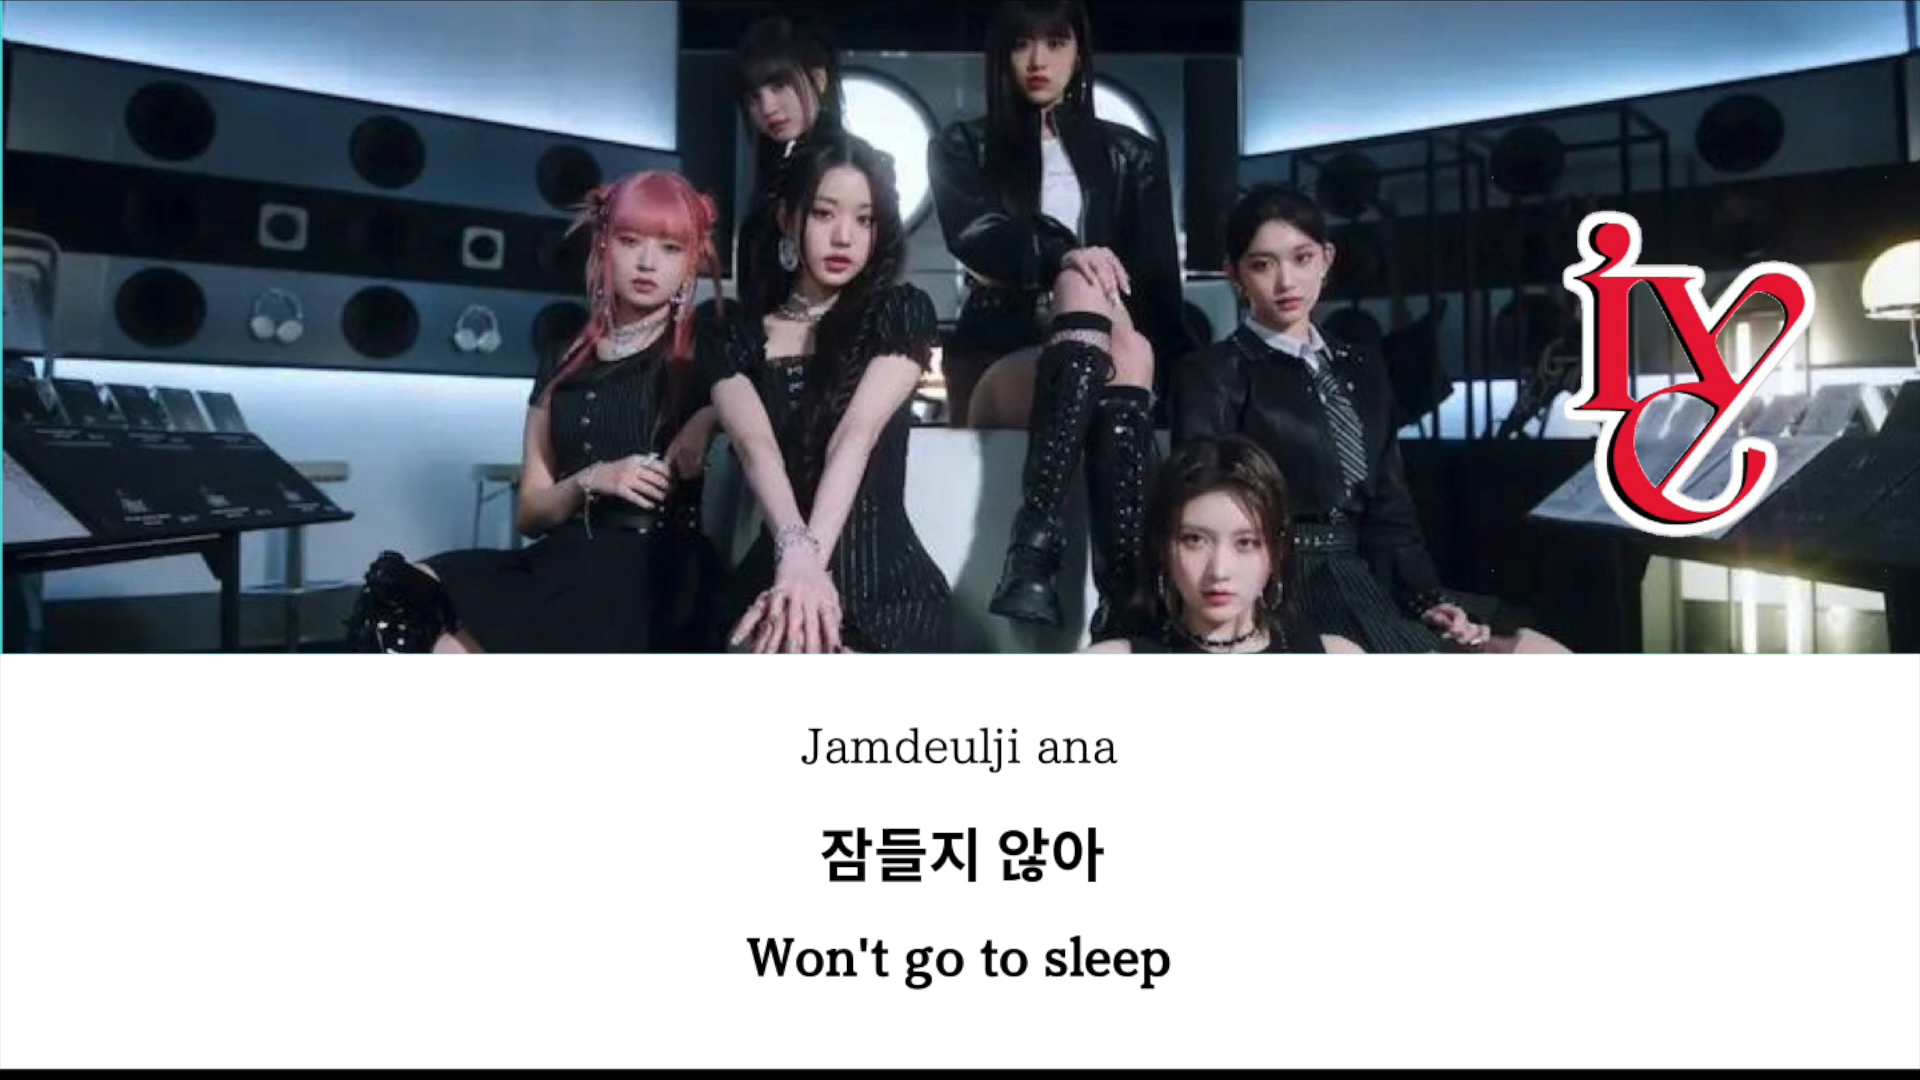 IVE
Jamdeulji ana
잠들지 않아
Won't go to sleep